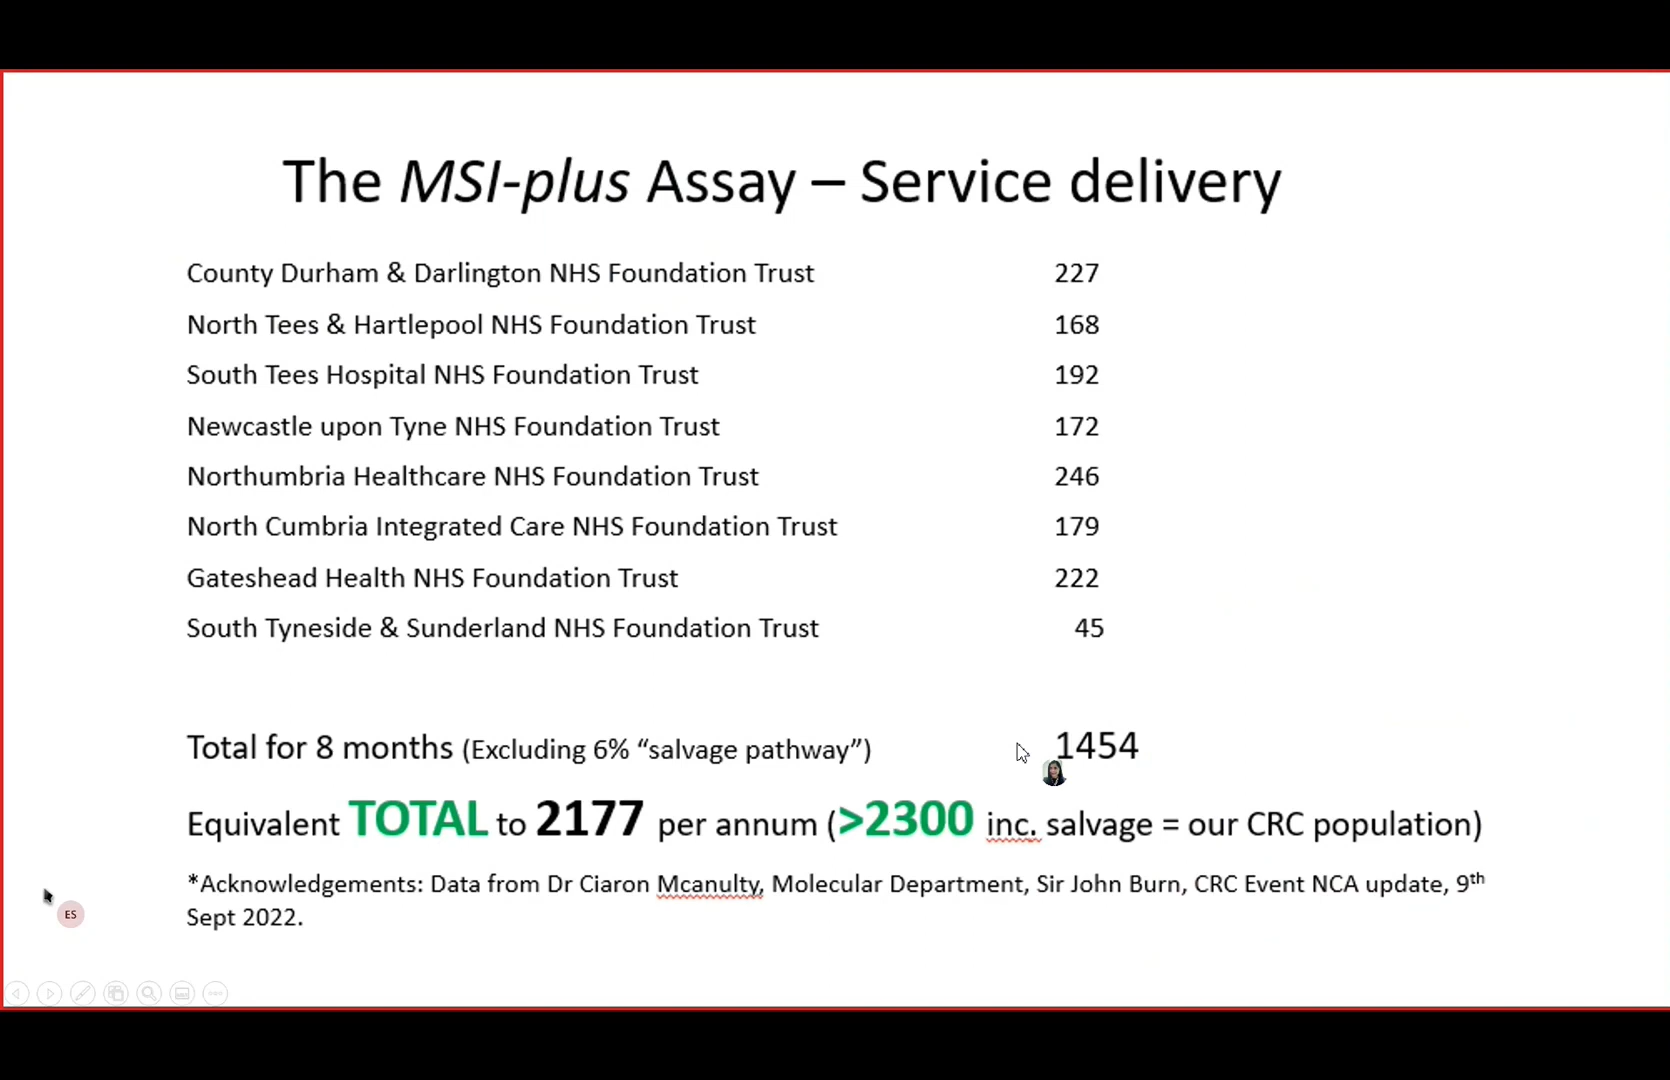 The MSI-plus Assay – Service delivery
County Durham & Darlington NHS Foundation Trust 227
North Tees & Hartlepool NHS Foundation Trust 168
South Tees Hospital NHS Foundation Trust 192
Newcastle upon Tyne NHS Foundation Trust 172
Northumbria Healthcare NHS Foundation Trust 246
North Cumbria Integrated Care NHS Foundation Trust 179
Gateshead Health NHS Foundation Trust 222
South Tyneside & Sunderland NHS Foundation Trust 45
Total for 8 months (Excluding 6% “salvage pathway”) 1454
Equivalent TOTAL to 2177 per annum (>2300 inc. salvage = our CRC population)
*Acknowledgements: Data from Dr Ciaron Mcanulty, Molecular Department, Sir John Burn, CRC Event NCA update, 9th
Sept 2022.
ES